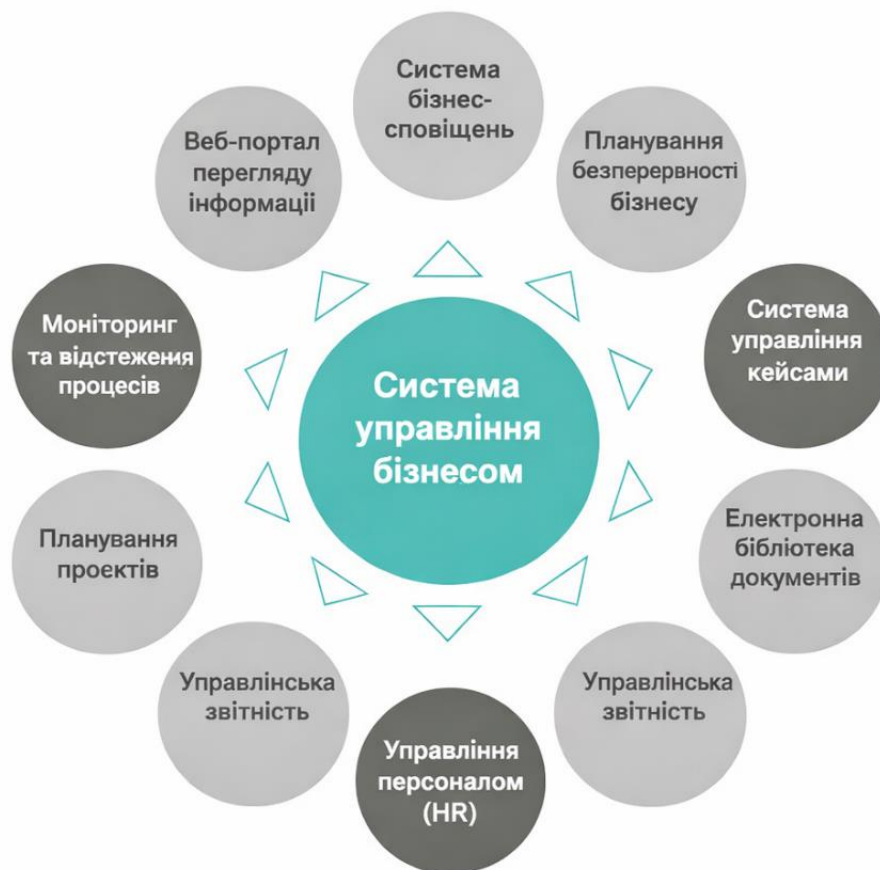 Система
бізнес-
сповіщень
Веб-портал
перегляду
інформації
Планування
безперервності
бізнесу
Моніторинг
та відстеження
процесів
Система
управління
бізнесом
Система
управління
кейсами
Планування
проєктів
Електронна
бібліотека
документів
Управлінська
звітність
Управлінська
звітність
Управління
персоналом
(HR)